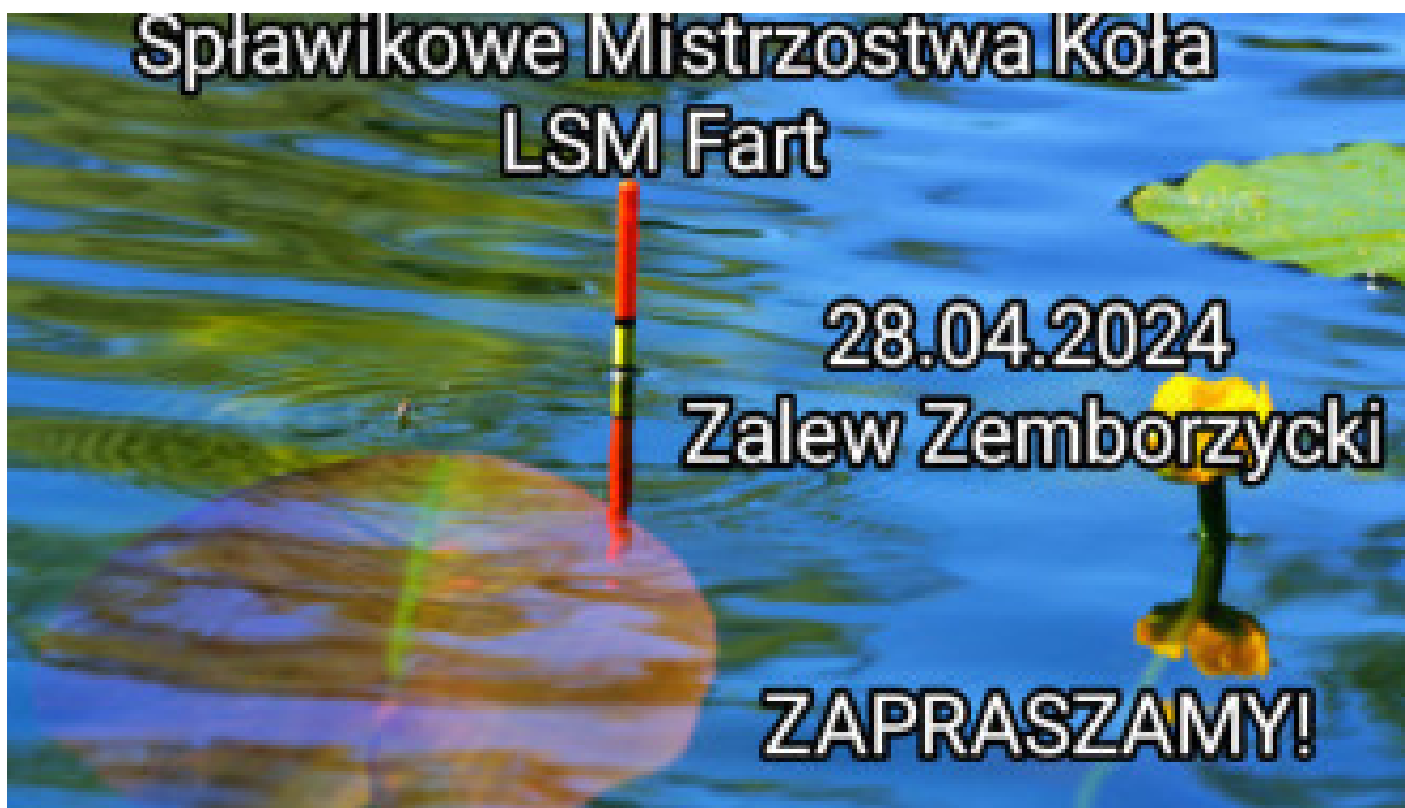 Spławikowe Mistrzostwa Koła
LSM Fart
28.04.2024
Zalew Zemborzycki
ZAPRASZAMY!